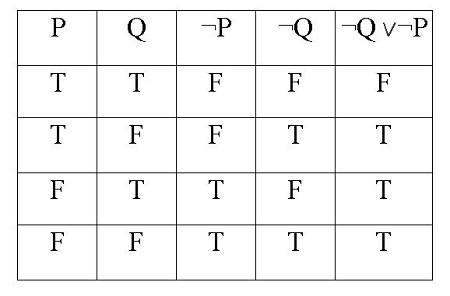 P Q ¬P ¬Q ¬Q ∨¬P
T T F F F
T F F T T
F T T F T
F F T T T